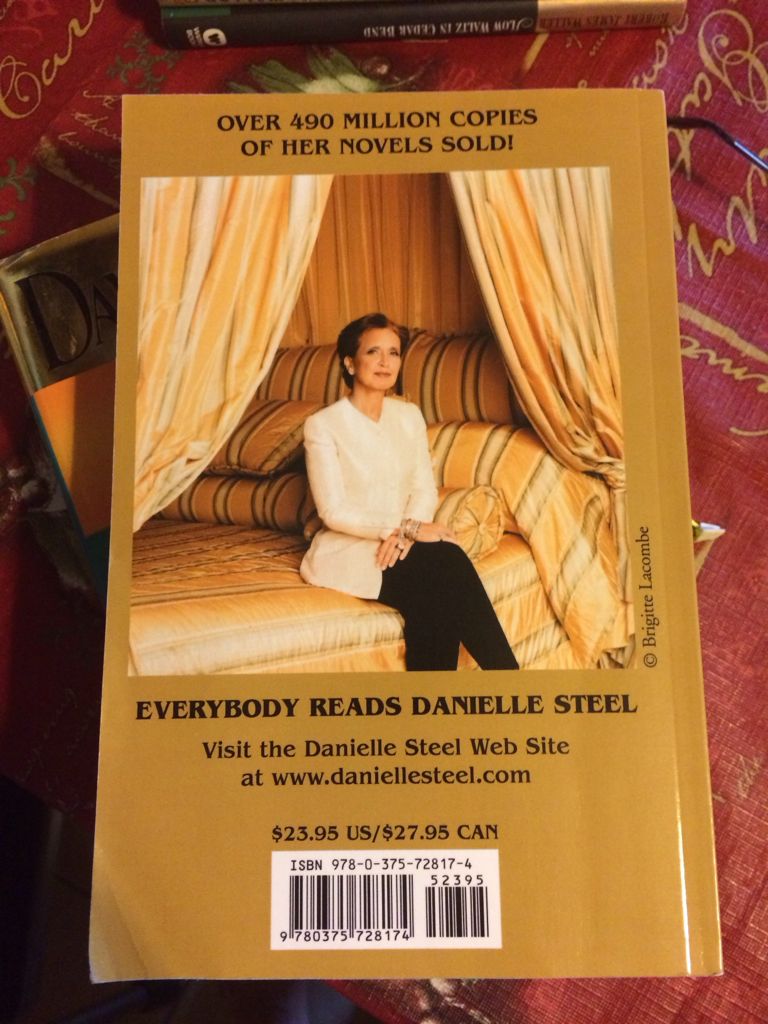 ROBERT JAMES WALLER
SLOW WALTZ IN CEDAR BEND
OVER 490 MILLION COPIES
OF HER NOVELS SOLD!
DA
© Brigitte Lacombe
EVERYBODY READS DANIELLE STEEL
Visit the Danielle Steel Web Site
at www.daniellesteel.com
$23.95 US/$27.95 CAN
ISBN 978-0-375-72817-4
52395
9 780375 728174